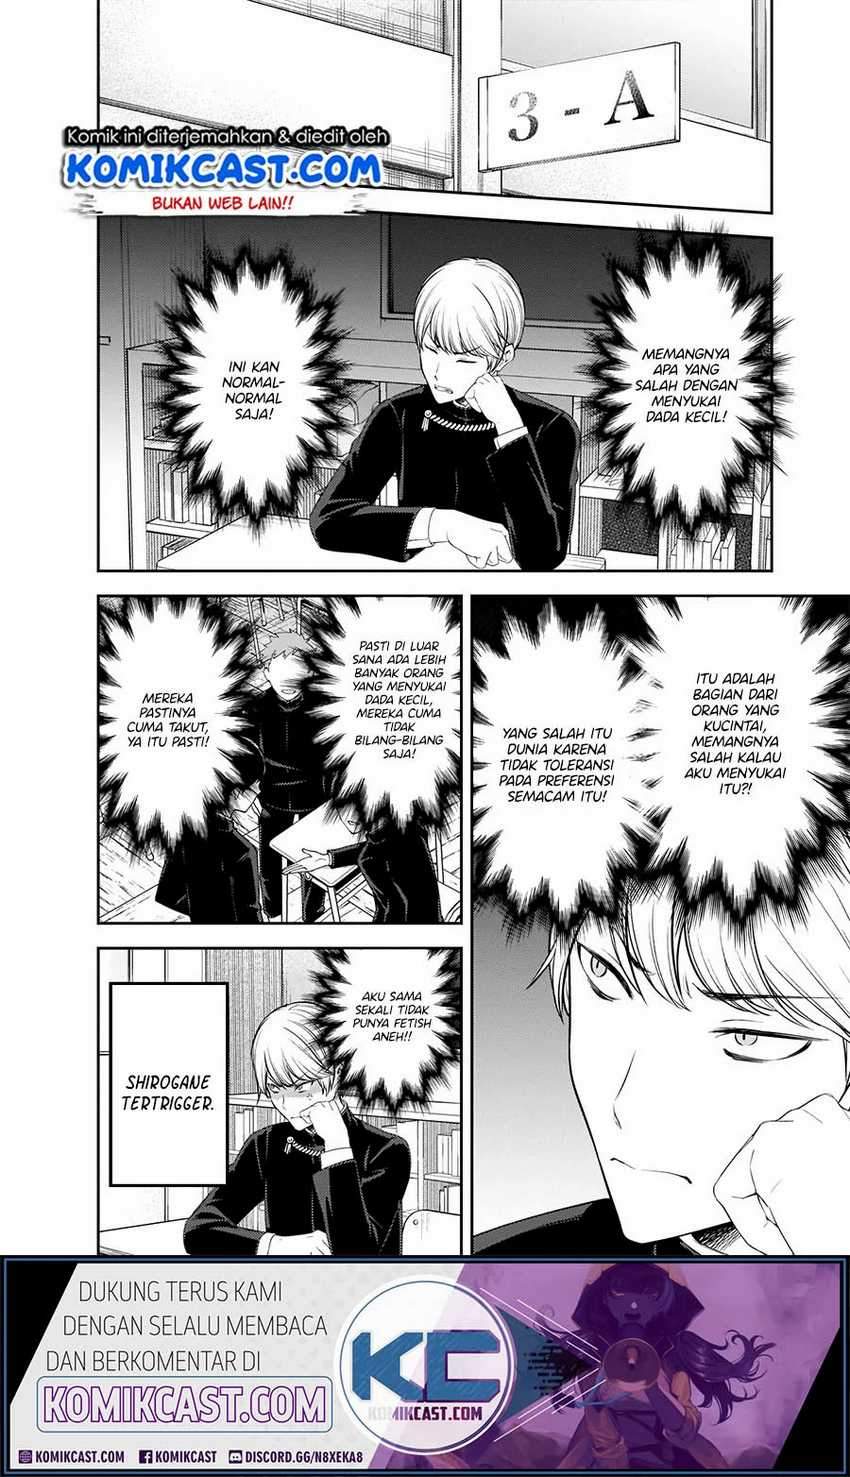 3-A
Komik ini diterjemahkan & diedit oleh
KOMIKCAST.COM
BUKAN WEB LAIN!!
MEMANGNYA
APA YANG
SALAH DENGAN
MENYUKAI
DADA KECIL!
INI KAN
NORMAL-
NORMAL
SAJA!
ITU ADALAH
BAGIAN DARI
ORANG YANG
KUCINTAI,
MEMANGNYA
SALAH KALAU
AKU MENYUKAI
ITU?!
YANG SALAH ITU
DUNIA KARENA
TIDAK TOLERANSI
PADA PREFERENSI
SEMACAM ITU!
PASTI DI LUAR
SANA ADA LEBIH
BANYAK ORANG
YANG MENYUKAI
DADA KECIL,
MEREKA CUMA
TIDAK
BILANG-BILANG
SAJA!
MEREKA
PASTINYA
CUMA TAKUT,
YA ITU PASTI!
AKU SAMA
SEKALI TIDAK
PUNYA FETISH
ANEH!!
SHIROGANE
TERTRIGGER.
DUKUNG TERUS KAMI
DENGAN SELALU MEMBACA
DAN BERKOMENTAR DI
KOMIKCAST.COM
KC
KOMIKCAST.COM
KOMIKCAST.COM KOMIKCAST DISCORD.GG/N8XEKA8